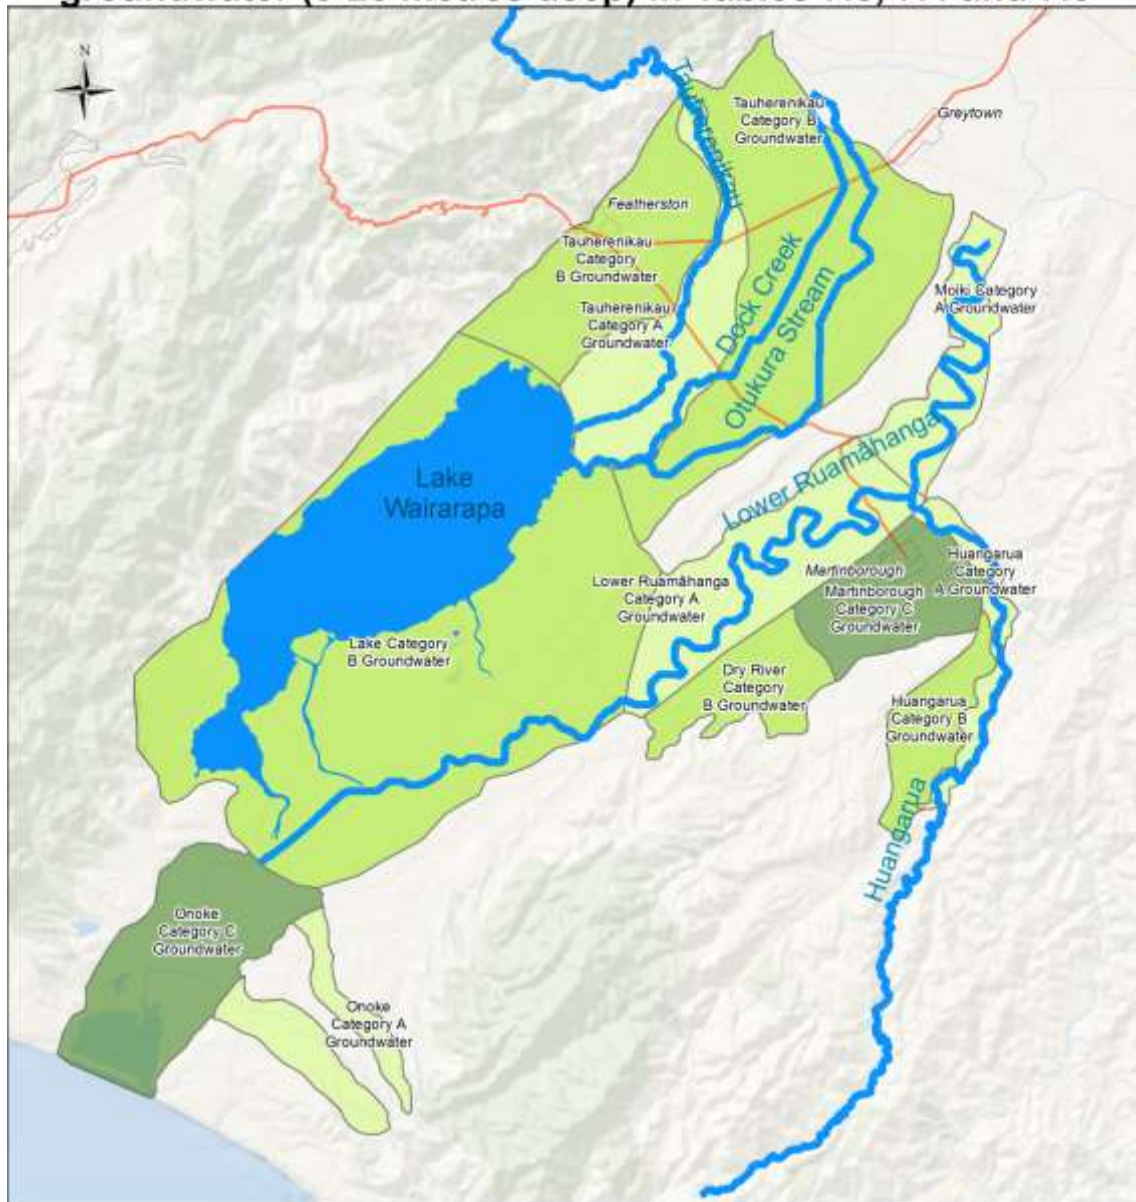 N
Tauherenikau
Tauherenikau
Category B
Groundwater
Greytown
Featherston
Tauherenikau
Category
B Groundwater
Tauherenikau
Category A
Groundwater
Dock Creek
Otukura Stream
Moiki Category
A Groundwater
Lake
Wairarapa
Lower Ruamāhanga
Lower Ruamāhanga
Category A
Groundwater
Martinborough
Martinborough
Category C
Groundwater
Huangarua
Category
A Groundwater
Lake Category
B Groundwater
Dry River
Category
B Groundwater
Huangarua
Category B
Groundwater
Huangarua
Onoke
Category C
Groundwater
Onoke
Category A
Groundwater